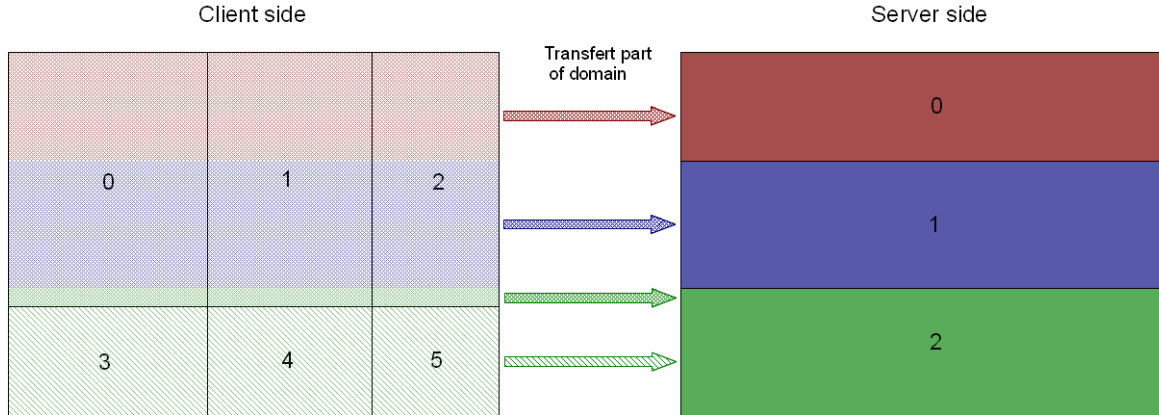 Client side
Server side
Transfert part
of domain
0
0
1
2
1
3
4
5
2